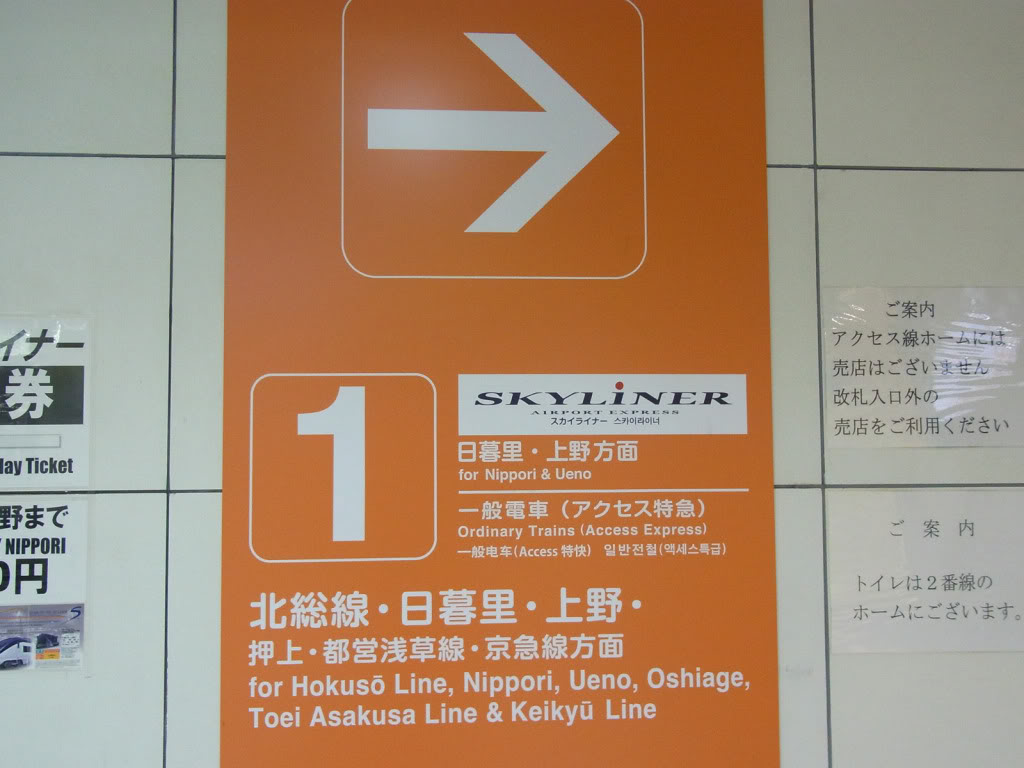 イナー
券
Ticket
野まで
NIPPORI
0円
1
SKYLINER
AIRPORT EXPRESS
スカイライナー 스카이라이너
日暮里・上野方面
for Nippori & Ueno
一般電車（アクセス特急）
Ordinary Trains (Access Express)
一般电车(Access 特快) 일반전철(액세스특급)
北総線・日暮里・上野・
押上・都営浅草線・京急線方面
for Hokusō Line, Nippori, Ueno, Oshiage,
Toei Asakusa Line & Keikyū Line
ご案内
アクセス線ホームには
売店はございません
改札入口外の
売店をご利用ください
ご 案 内
トイレは２番線の
ホームにございます。